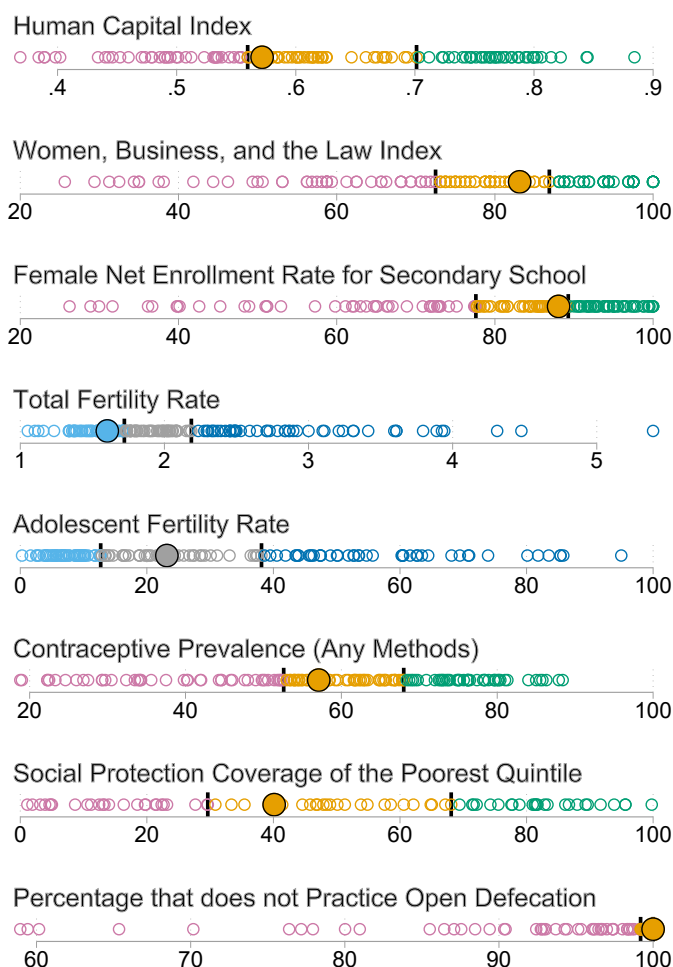 Human Capital Index
.4 .5 .6 .7 .8 .9
Women, Business, and the Law Index
20 40 60 80 100
Female Net Enrollment Rate for Secondary School
20 40 60 80 100
Total Fertility Rate
1 2 3 4 5
Adolescent Fertility Rate
0 20 40 60 80 100
Contraceptive Prevalence (Any Methods)
20 40 60 80 100
Social Protection Coverage of the Poorest Quintile
0 20 40 60 80 100
Percentage that does not Practice Open Defecation
60 70 80 90 100